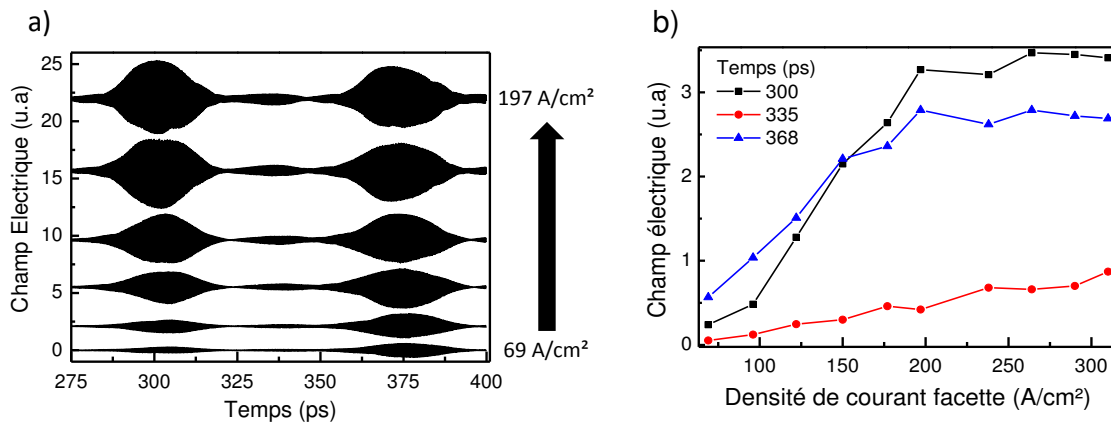 a)
Champ Electrique (u.a)
25
20
15
10
5
0
275 300 325 350 375 400
Temps (ps)
197 A/cm²
69 A/cm²
b)
Champ électrique (u.a)
3
2
1
0
Temps (ps)
300
335
368
100 150 200 250 300
Densité de courant facette (A/cm²)